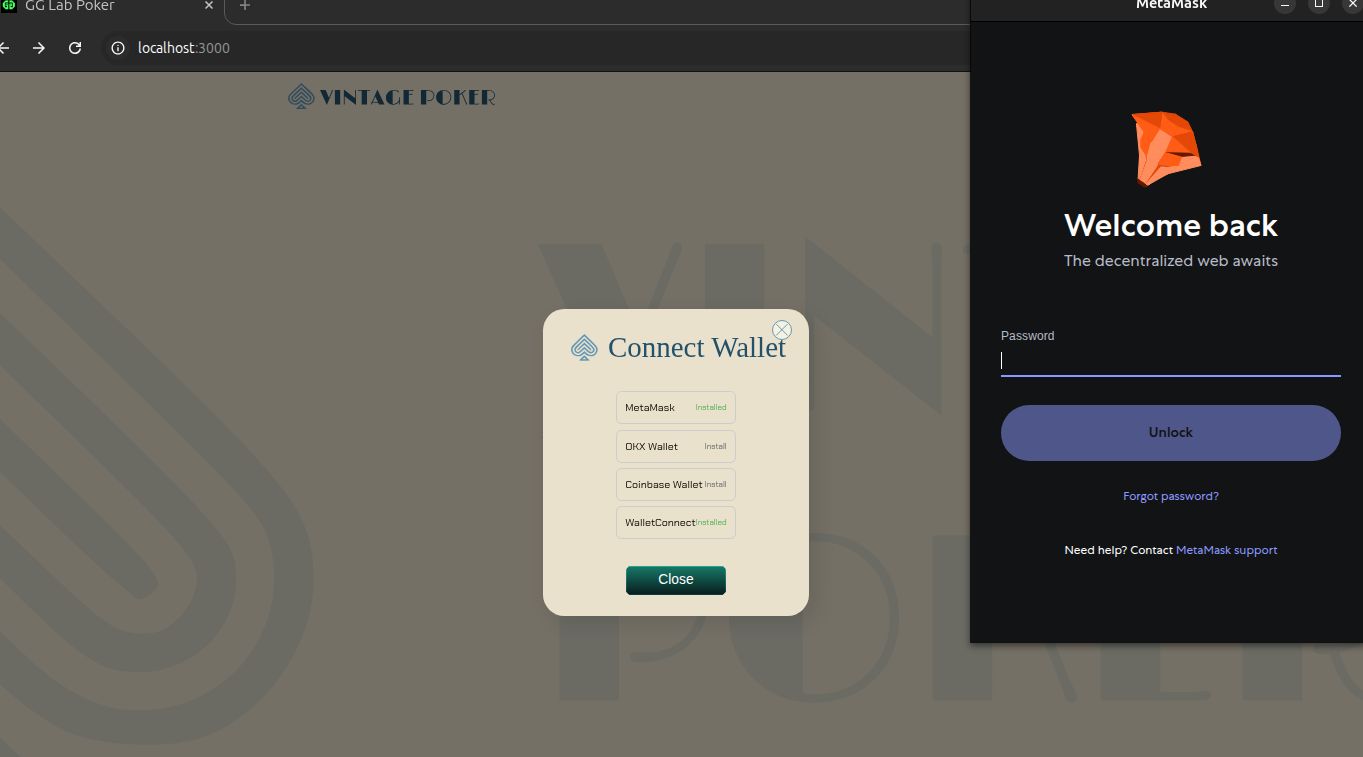 GG Lab Poker
MetaMask
localhost:3000
VINTAGE POKER
Welcome back
The decentralized web awaits
Connect Wallet
Password
MetaMask Installed
Unlock
OKX Wallet Install
Coinbase Wallet Install
Forgot password?
WalletConnect Installed
Need help? Contact MetaMask support
Close